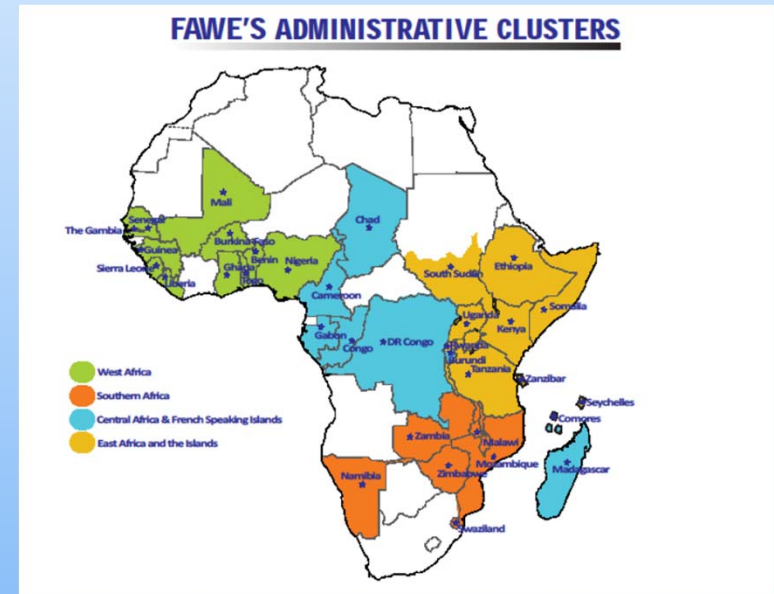 FAWE'S ADMINISTRATIVE CLUSTERS
Mali
Chad
Senegal
The Gambia
Burkina Faso
Guinea
Benin
Nigeria
Sierra Leone
Ghana
Togo
Liberia
South Sudan
Ethiopia
Cameroon
Somalia
Uganda
Kenya
Gabon
Congo
DR Congo
Rwanda
Burundi
Tanzania
Zanzibar
Seychelles
Comores
West Africa
Southern Africa
Central Africa & French Speaking Islands
East Africa and the Islands
Zambia
Malawi
Mozambique
Madagascar
Zimbabwe
Namibia
Swaziland